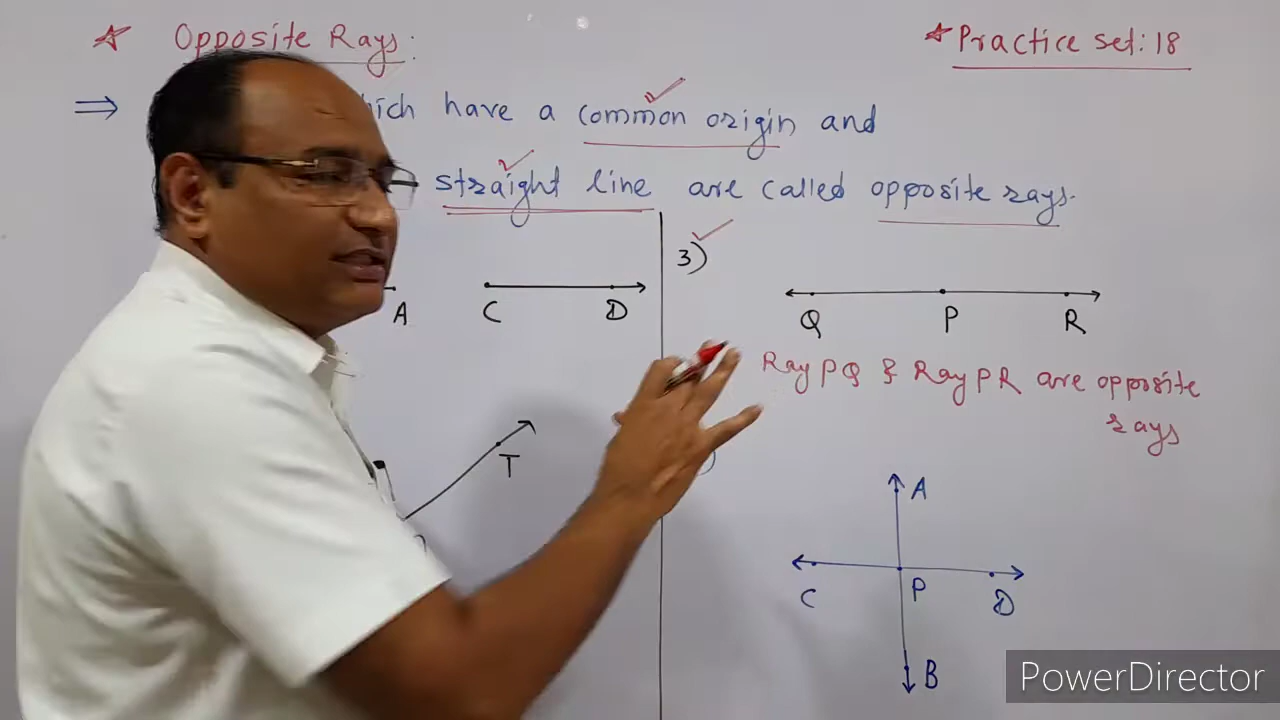 Opposite Rays:
Practice set: 18
⇒ have a common origin and
straight line are called opposite rays.
A C D
3)
Q P R
Ray PQ & Ray PR are opposite
rays
T
A
C P D
B
PowerDirector